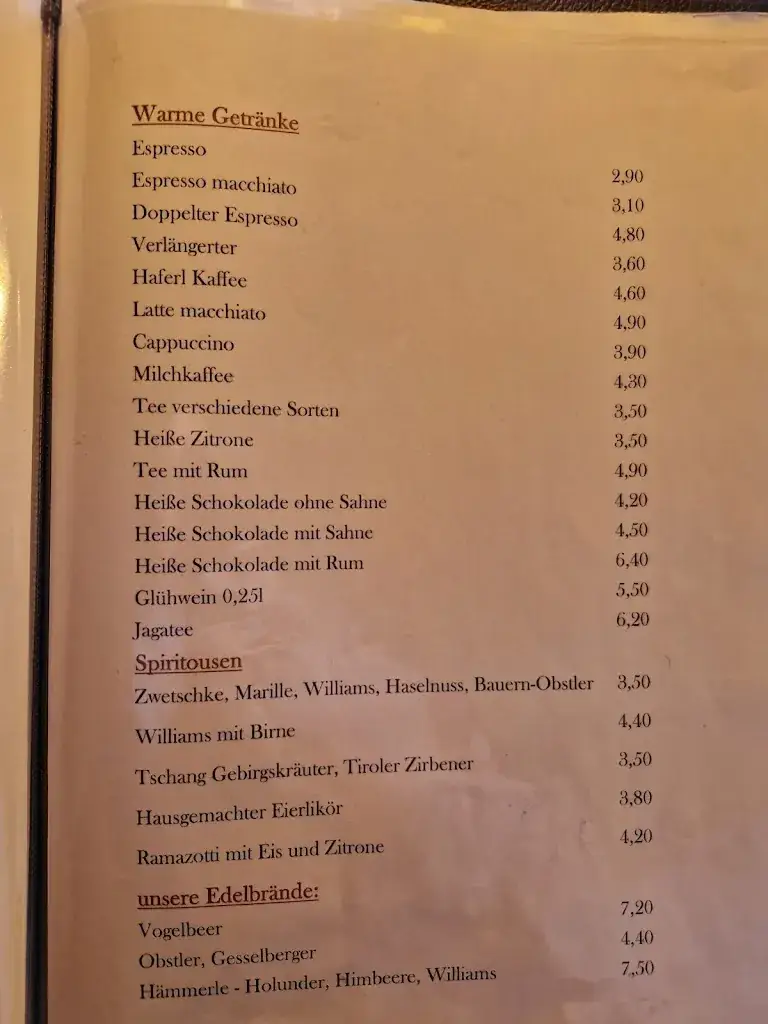 Warme Getränke
Espresso 2,90
Espresso macchiato 3,10
Doppelter Espresso 4,80
Verlängerter 3,60
Haferl Kaffee 4,60
Latte macchiato 4,90
Cappuccino 3,90
Milchkaffee 4,30
Tee verschiedene Sorten 3,50
Heiße Zitrone 3,50
Tee mit Rum 4,90
Heiße Schokolade ohne Sahne 4,20
Heiße Schokolade mit Sahne 4,50
Heiße Schokolade mit Rum 6,40
Glühwein 0,25l 5,50
Jagatee 6,20
Spiritousen
Zwetschke, Marille, Williams, Haselnuss, Bauern-Obstler 3,50
Williams mit Birne 4,40
Tschang Gebirgskräuter, Tiroler Zirbener 3,50
Hausgemachter Eierlikör 3,80
Ramazotti mit Eis und Zitrone 4,20
unsere Edelbrände:
Vogelbeer 7,20
Obstler, Gesselberger 4,40
Hämmerle - Holunder, Himbeere, Williams 7,50